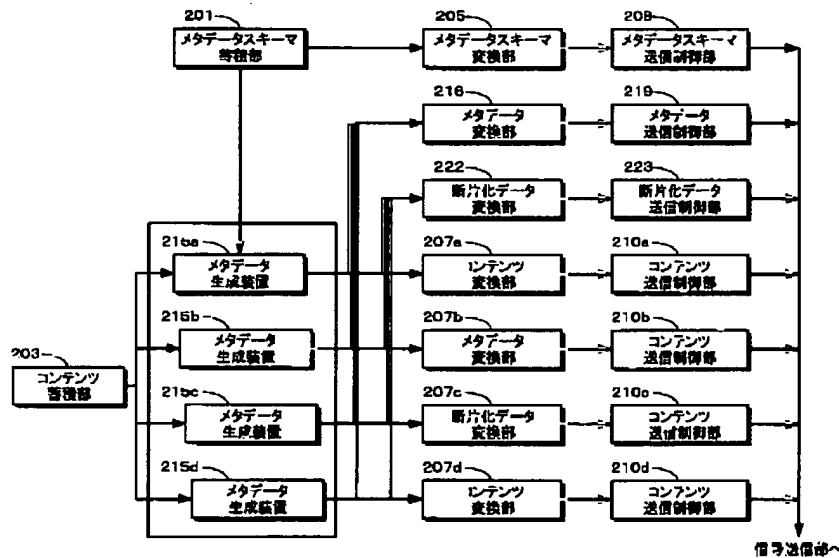 201
メタデータスキーマ
蓄積部
205
メタデータスキーマ
変換部
208
メタデータスキーマ
送信制御部
216
メタデータ
変換部
219
メタデータ
送信制御部
222
断片化データ
変換部
223
断片化データ
送信制御部
215a
メタデータ
生成装置
207a
コンテンツ
変換部
210a
コンテンツ
送信制御部
215b
メタデータ
生成装置
207b
メタデータ
変換部
210b
コンテンツ
送信制御部
203
コンテンツ
蓄積部
215c
メタデータ
生成装置
207c
断片化データ
変換部
210c
コンテンツ
送信制御部
215d
メタデータ
生成装置
207d
コンテンツ
変換部
210d
コンテンツ
送信制御部
信号送信部へ